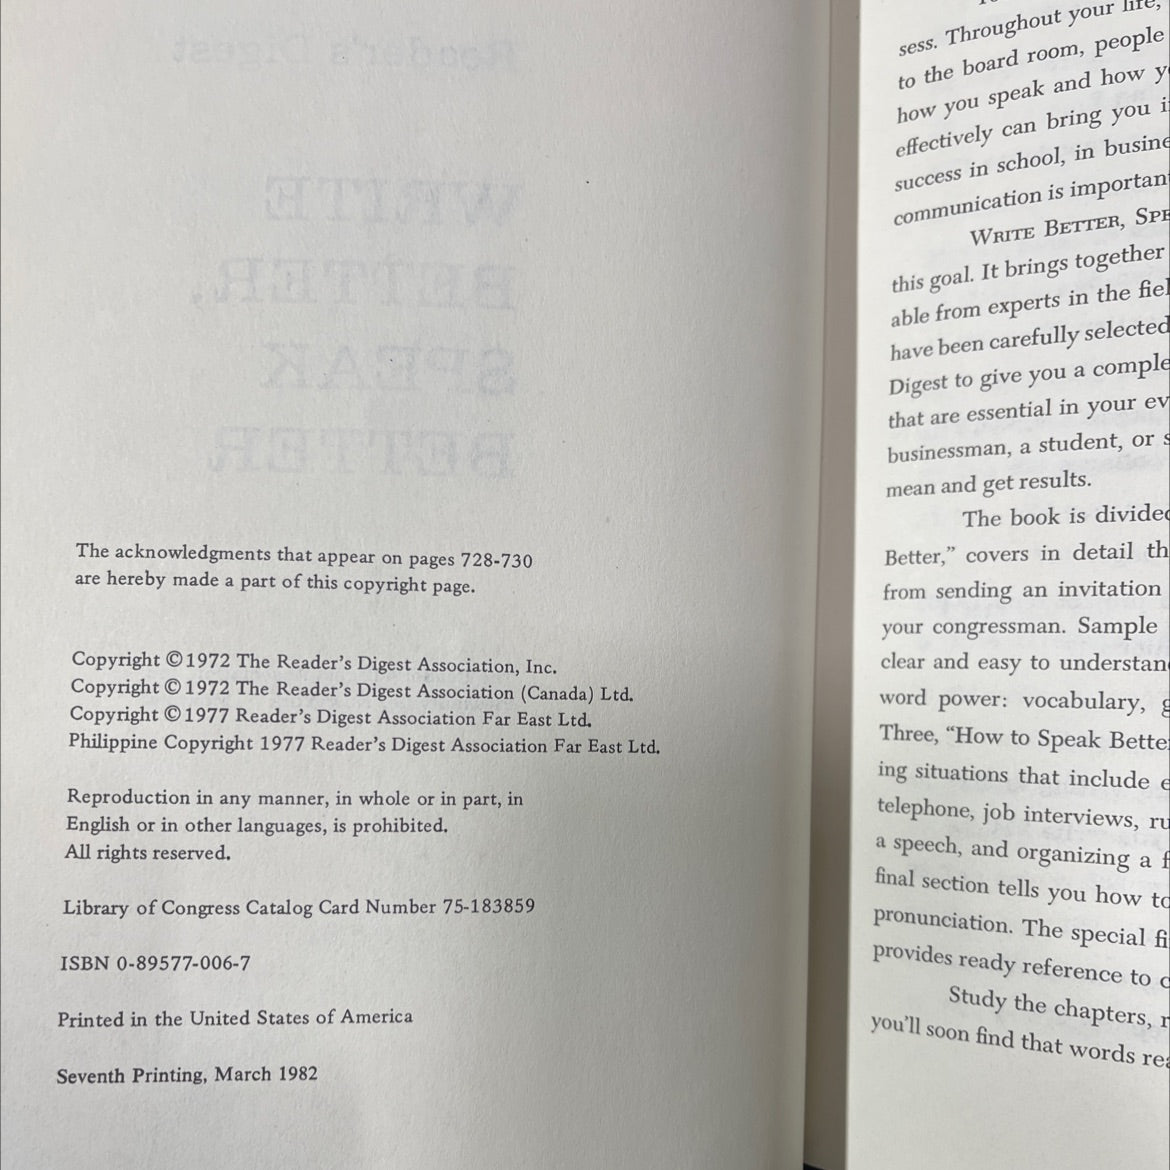 Reader's Digest
WRITE
BETTER,
SPEAK
BETTER
The acknowledgments that appear on pages 728-730
are hereby made a part of this copyright page.
Copyright ©1972 The Reader's Digest Association, Inc.
Copyright ©1972 The Reader's Digest Association (Canada) Ltd.
Copyright ©1977 Reader's Digest Association Far East Ltd.
Philippine Copyright 1977 Reader's Digest Association Far East Ltd.
Reproduction in any manner, in whole or in part, in
English or in other languages, is prohibited.
All rights reserved.
Library of Congress Catalog Card Number 75-183859
ISBN 0-89577-006-7
Printed in the United States of America
Seventh Printing, March 1982
sess. Throughout your life,
to the board room, people
how you speak and how
effectively can bring you
success in school, in
communication is
WRITE BETTER,
this goal. It brings together
able from experts in the
have been carefully selected
Digest to give you a
that are essential in your
businessman, a student, or
mean and get results.
The book is
Better,” covers in detail
from sending an invitation
your congressman. Sample
clear and easy to
word power: vocabulary,
Three, “How to Speak
ing situations that include
telephone, job interviews,
a speech, and organizing a
final section tells you how
pronunciation. The special
provides ready reference to
Study the chapters,
you'll soon find that words